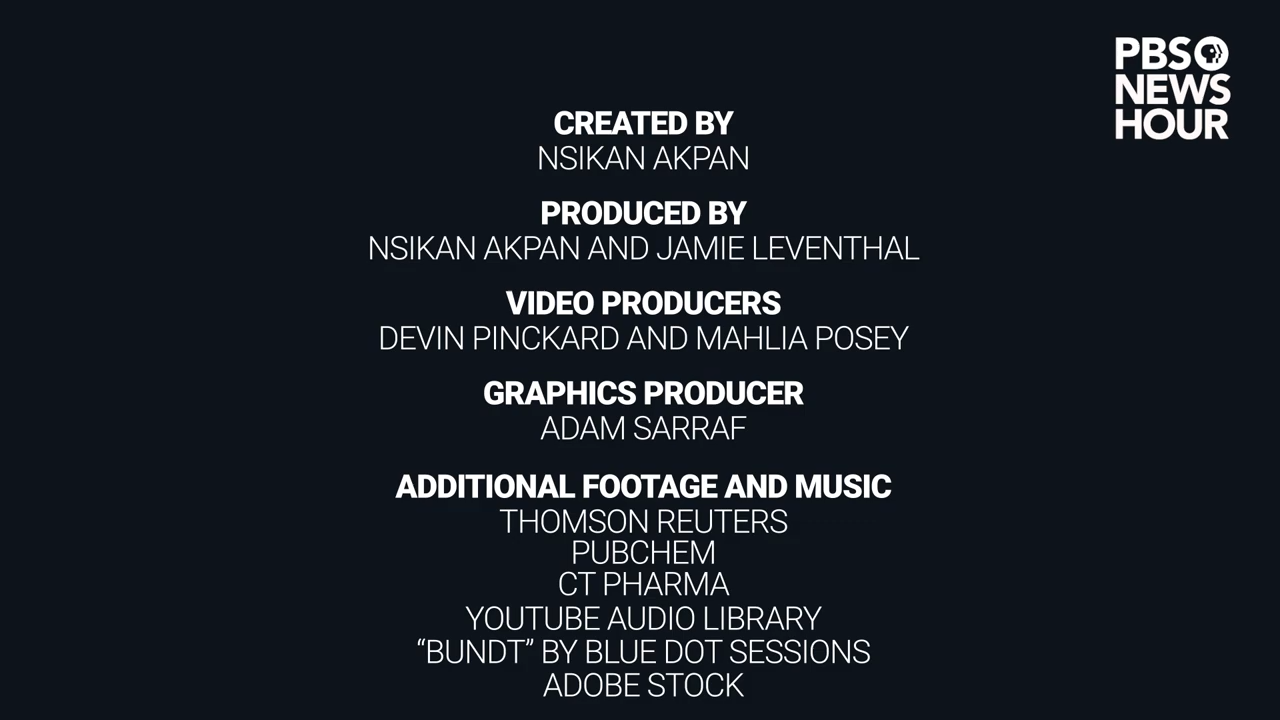 PBS
NEWS
HOUR
CREATED BY
NSIKAN AKPAN
PRODUCED BY
NSIKAN AKPAN AND JAMIE LEVENTHAL
VIDEO PRODUCERS
DEVIN PINCKARD AND MAHLIA POSEY
GRAPHICS PRODUCER
ADAM SARRAF
ADDITIONAL FOOTAGE AND MUSIC
THOMSON REUTERS
PUBCHEM
CT PHARMA
YOUTUBE AUDIO LIBRARY
“BUNDT” BY BLUE DOT SESSIONS
ADOBE STOCK